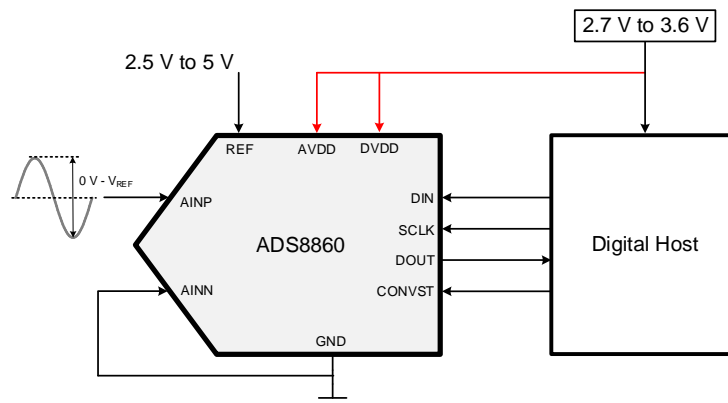 2.7 V to 3.6 V
2.5 V to 5 V
REF
AVDD
DVDD
0 V - VREF
AINP
DIN
SCLK
ADS8860
DOUT
Digital Host
AINN
CONVST
GND